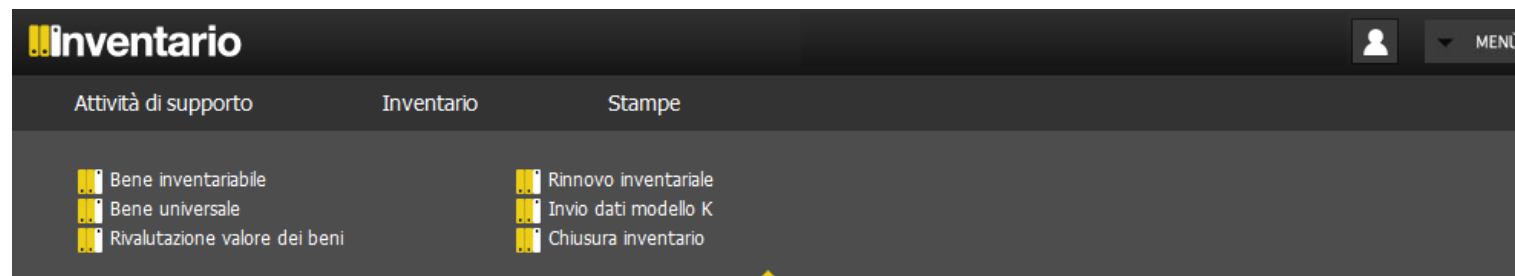 inventario
MENÙ
Attività di supporto Inventario Stampe
Bene inventariabile
Bene universale
Rivalutazione valore dei beni
Rinnovo inventariale
Invio dati modello K
Chiusura inventario